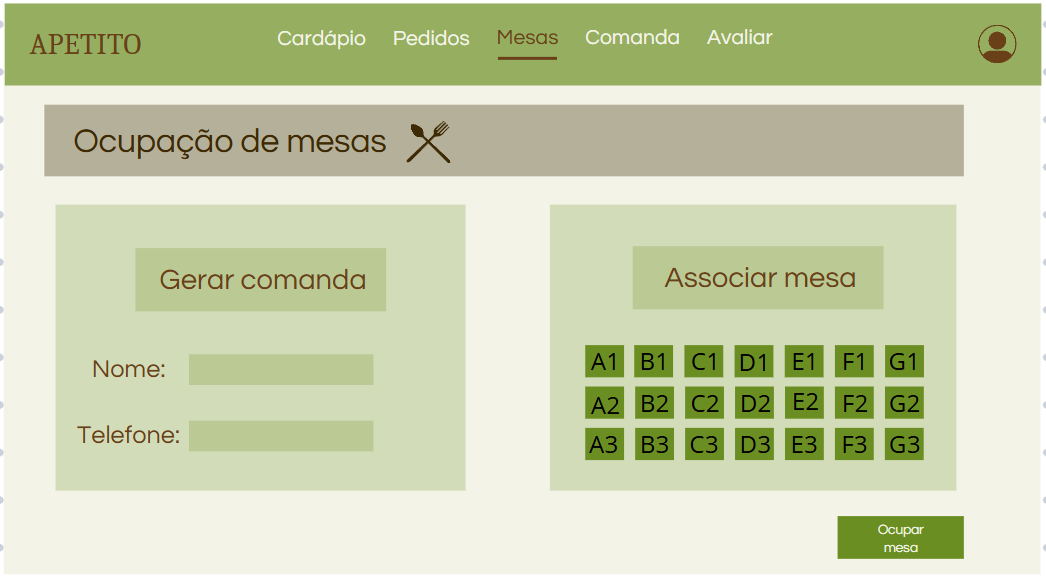 APETITO
Cardápio Pedidos Mesas Comanda Avaliar
Ocupação de mesas
Gerar comanda
Nome:
Telefone:
Associar mesa
A1 B1 C1 D1 E1 F1 G1
A2 B2 C2 D2 E2 F2 G2
A3 B3 C3 D3 E3 F3 G3
Ocupar
mesa